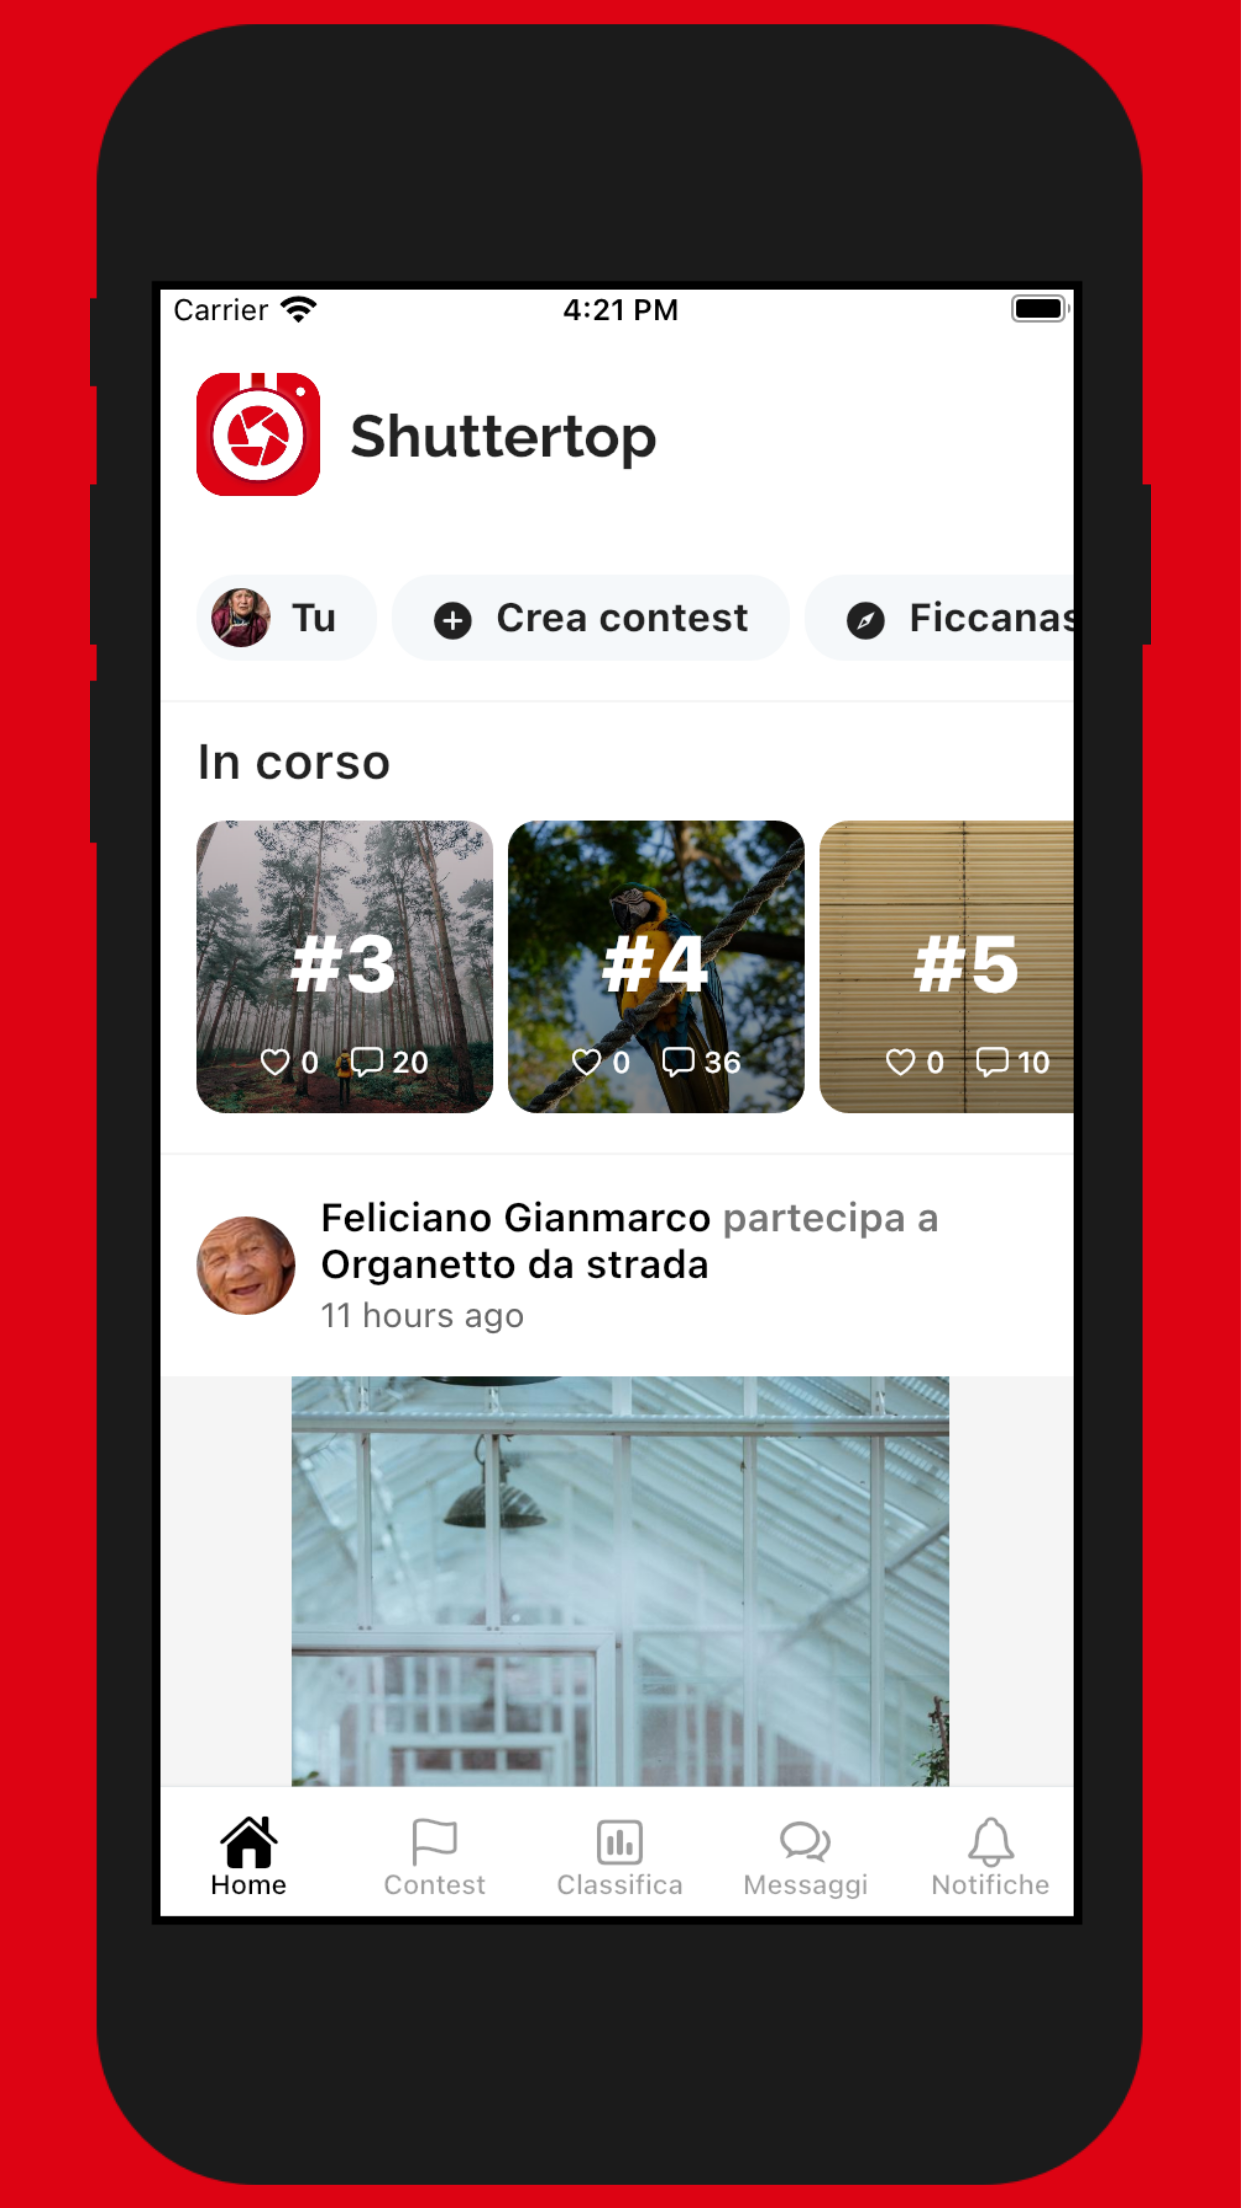 Carrier 4:21 PM
Shuttertop
Tu Crea contest Ficcanas
In corso
#3 #4 #5
0 20 0 36 0 10
Feliciano Gianmarco partecipa a
Organetto da strada
11 hours ago
Home Contest Classifica Messaggi Notifiche